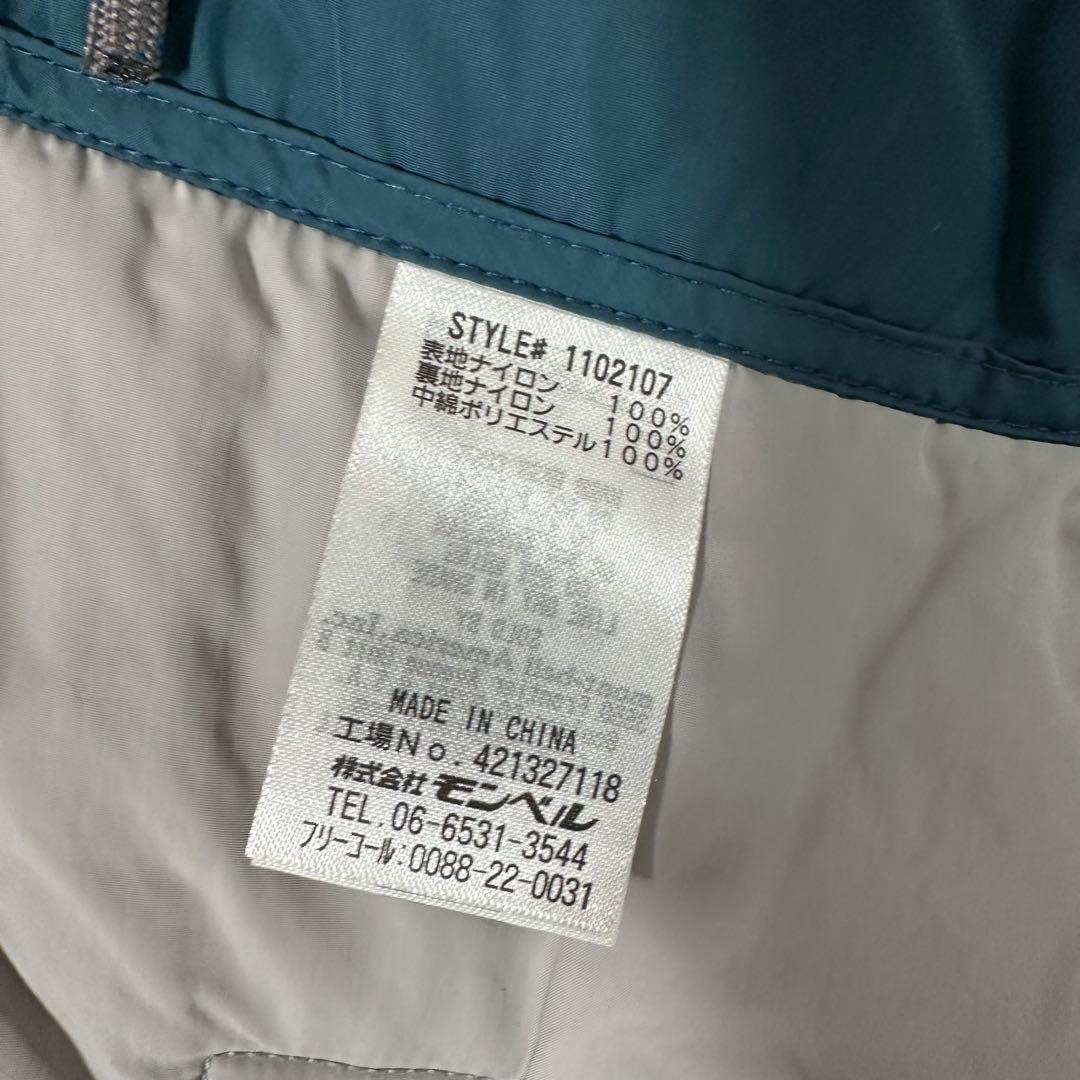 STYLE# 1102107
表地ナイロン 100%
裏地ナイロン 100%
中綿ポリエステル100%
MADE IN CHINA
工場No. 421327118
株式会社モンベル
TEL.06-6531-3544
フリーコール:0088-22-0031